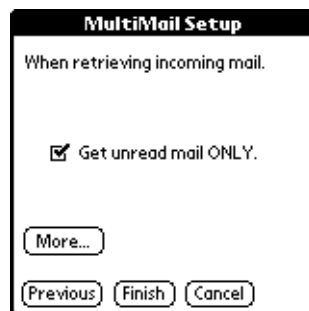 MultiMail Setup
When retrieving incoming mail.
Get unread mail ONLY.
More...
Previous Finish Cancel